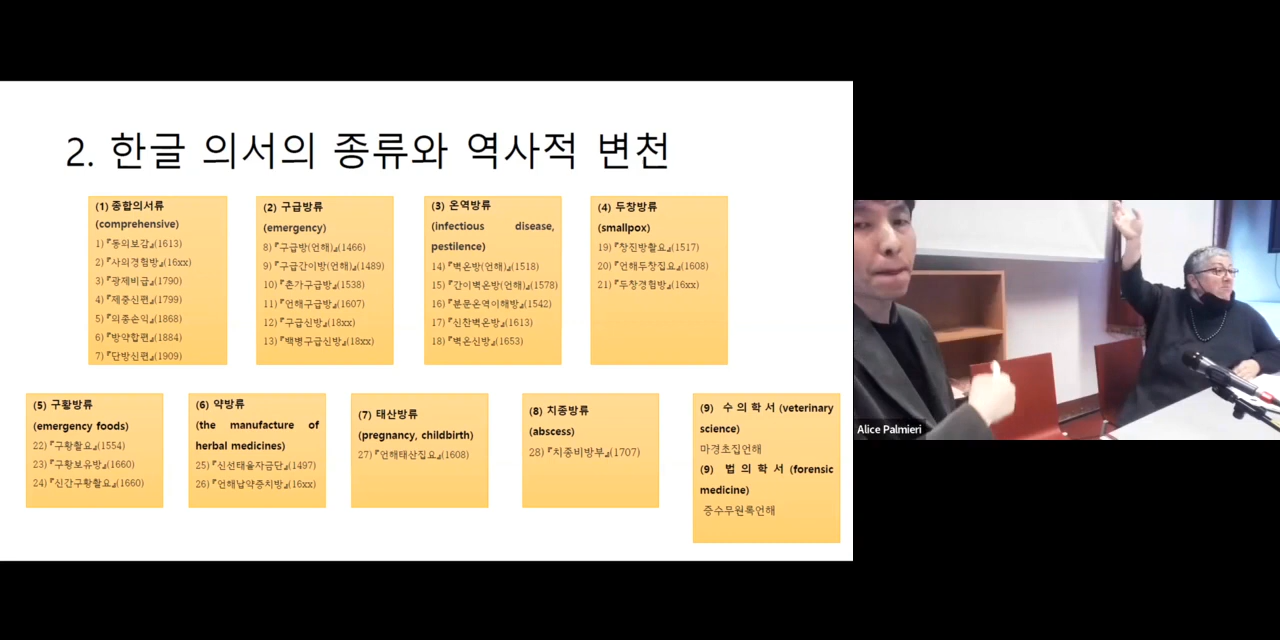 2. 한글 의서의 종류와 역사적 변천
(1) 종합의서류
(comprehensive)
1)『동의보감』(1613)
2)『사의경험방』(16xx)
3)『광제비급』(1790)
4)『제중신편』(1799)
5)『의종손익』(1868)
6)『방약합편』(1884)
7)『단방신편』(1909)
(2) 구급방류
(emergency)
8)『구급방(언해)』(1466)
9)『구급간이방(언해)』(1489)
10)『촌가구급방』(1538)
11)『언해구급방』(1607)
12)『구급신방』(18xx)
13)『백병구급신방』(18xx)
(3) 온역방류
(infectious disease,
pestilence)
14)『벽온방(언해)』(1518)
15)『간이벽온방(언해)』(1578)
16)『분문온역이해방』(1542)
17)『신찬벽온방』(1613)
18)『벽온신방』(1653)
(4) 두창방류
(smallpox)
19)『창진방촬요』(1517)
20)『언해두창집요』(1608)
21)『두창경험방』(16xx)
(5) 구황방류
(emergency foods)
22)『구황촬요』(1554)
23)『구황보유방』(1660)
24)『신간구황촬요』(1660)
(6) 약방류
(the manufacture of
herbal medicines)
25)『신선태을자금단』(1497)
26)『언해납약증치방』(16xx)
(7) 태산방류
(pregnancy, childbirth)
27)『언해태산집요』(1608)
(8) 치종방류
(abscess)
28)『치종비방부』(1707)
(9) 수의학서(veterinary
science)
마경초집언해
(9) 법의학서(forensic
medicine)
증수무원록언해
Alice Palmieri